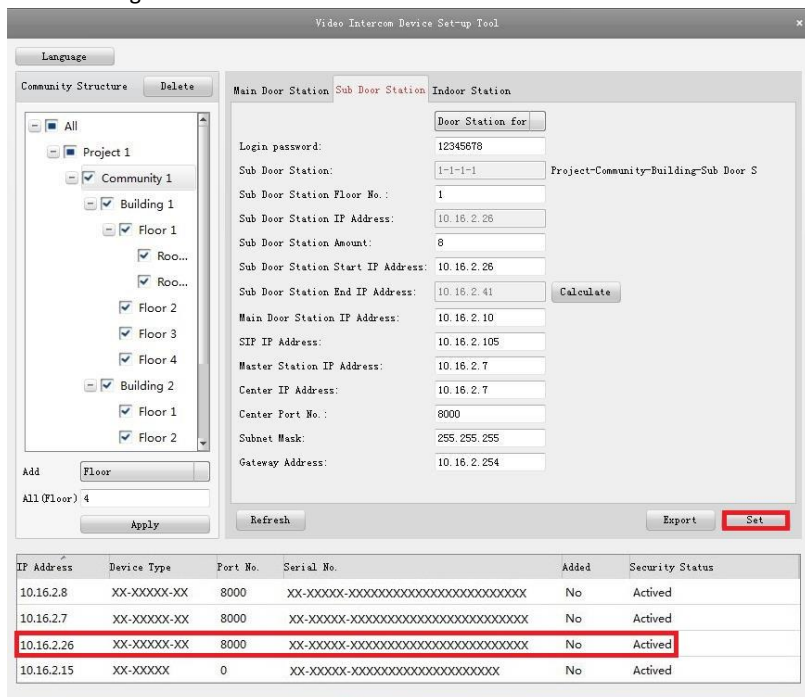 Video Intercom Device Set-up Tool ×
Language
Community Structure Delete
All
Project 1
Community 1
Building 1
Floor 1
Roo...
Roo...
Floor 2
Floor 3
Floor 4
Building 2
Floor 1
Floor 2
Add Floor
All(Floor) 4
Apply
Main Door Station Sub Door Station Indoor Station
Door Station for
Login password: 12345678
Sub Door Station: 1-1-1-1 Project-Community-Building-Sub Door S
Sub Door Station Floor No.: 1
Sub Door Station IP Address: 10.16.2.26
Sub Door Station Amount: 8
Sub Door Station Start IP Address: 10.16.2.26
Sub Door Station End IP Address: 10.16.2.41 Calculate
Main Door Station IP Address: 10.16.2.10
SIP IP Address: 10.16.2.105
Master Station IP Address: 10.16.2.7
Center IP Address: 10.16.2.7
Center Port No.: 8000
Subnet Mask: 255.255.255
Gateway Address: 10.16.2.254
Refresh Export Set
IP Address Device Type Port No. Serial No. Added Security Status
10.16.2.8 XX-XXXXX-XX 8000 XX-XXXXX-XXXXXXXXXXXXXXXXXXXXXXXXX No Actived
10.16.2.7 XX-XXXXX-XX 8000 XX-XXXXX-XXXXXXXXXXXXXXXXXXXXXXXXX No Actived
10.16.2.26 XX-XXXXX-XX 8000 XX-XXXXX-XXXXXXXXXXXXXXXXXXXXXXXXX No Actived
10.16.2.15 XX-XXXXX 0 XX-XXXXX-XXXXXXXXXXXXXXXXXXXXX No Actived